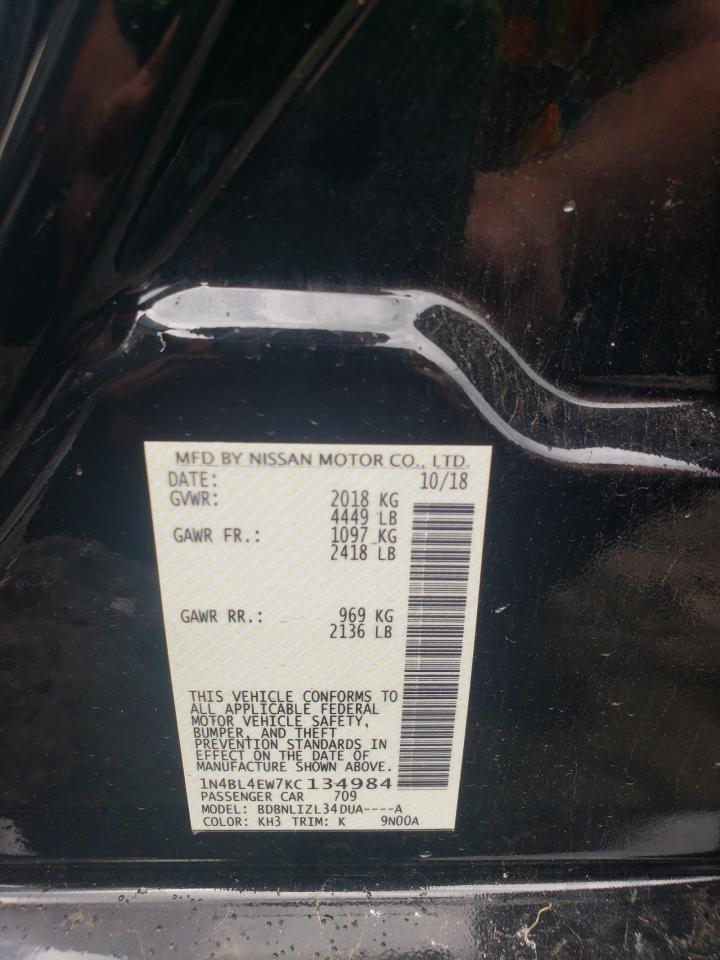 MFD BY NISSAN MOTOR CO., LTD.
DATE: 10/18
GVWR: 2018 KG
4449 LB
GAWR FR.: 1097 KG
2418 LB
GAWR RR.: 969 KG
2136 LB
THIS VEHICLE CONFORMS TO
ALL APPLICABLE FEDERAL
MOTOR VEHICLE SAFETY,
BUMPER, AND THEFT
PREVENTION STANDARDS IN
EFFECT ON THE DATE OF
MANUFACTURE SHOWN ABOVE.
1N4BL4EW7KC134984
PASSENGER CAR 709
MODEL: BDBNLIZL34DUA----A
COLOR: KH3 TRIM: K 9N00A